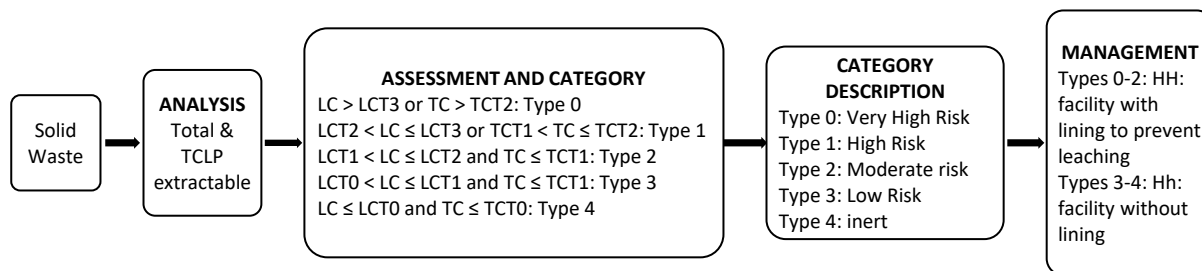 Solid
Waste
ANALYSIS
Total &
TCLP
extractable
ASSESSMENT AND CATEGORY
LC > LCT3 or TC > TCT2: Type 0
LCT2 < LC ≤ LCT3 or TCT1 < TC ≤ TCT2: Type 1
LCT1 < LC ≤ LCT2 and TC ≤ TCT1: Type 2
LCT0 < LC ≤ LCT1 and TC ≤ TCT1: Type 3
LC ≤ LCT0 and TC ≤ TCT0: Type 4
CATEGORY
DESCRIPTION
Type 0: Very High Risk
Type 1: High Risk
Type 2: Moderate risk
Type 3: Low Risk
Type 4: inert
MANAGEMENT
Types 0-2: HH:
facility with
lining to prevent
leaching
Types 3-4: Hh:
facility without
lining